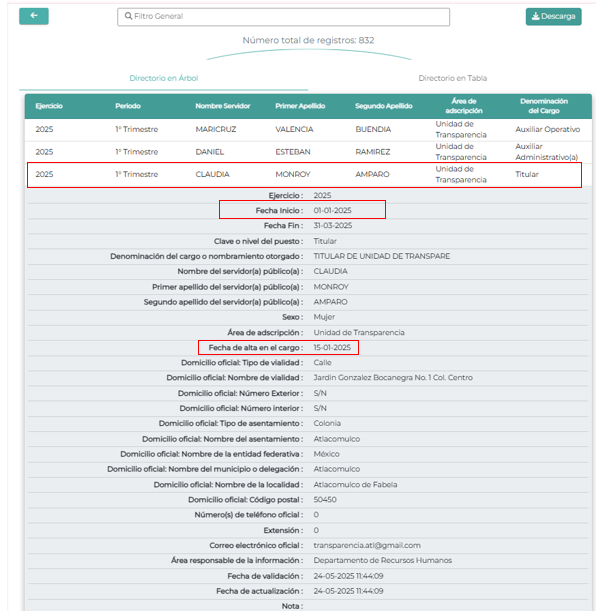 Filtro General
Descarga
Número total de registros: 832
Directorio en Árbol
Directorio en Tabla
Ejercicio Periodo Nombre Servidor Primer Apellido Segundo Apellido Área de adscripción Denominación del Cargo
2025 1° Trimestre MARICRUZ VALENCIA BUENDIA Unidad de Transparencia Auxiliar Operativo
2025 1° Trimestre DANIEL ESTEBAN RAMIREZ Unidad de Transparencia Auxiliar Administrativo(a)
2025 1° Trimestre CLAUDIA MONROY AMPARO Unidad de Transparencia Titular
Ejercicio : 2025
Fecha Inicio : 01-01-2025
Fecha Fin : 31-03-2025
Clave o nivel del puesto : Titular
Denominación del cargo o nombramiento otorgado : TITULAR DE UNIDAD DE TRANSPARE
Nombre del servidor(a) público(a) : CLAUDIA
Primer apellido del servidor(a) público(a) : MONROY
Segundo apellido del servidor(a) público(a) : AMPARO
Sexo : Mujer
Área de adscripción : Unidad de Transparencia
Fecha de alta en el cargo : 15-01-2025
Domicilio oficial: Tipo de vialidad : Calle
Domicilio oficial: Nombre de vialidad : Jardin Gonzalez Bocanegra No. 1 Col. Centro
Domicilio oficial: Número Exterior : S/N
Domicilio oficial: Número interior : S/N
Domicilio oficial: Tipo de asentamiento : Colonia
Domicilio oficial: Nombre del asentamiento : Atlacomulco
Domicilio oficial: Nombre de la entidad federativa : México
Domicilio oficial: Nombre del municipio o delegación : Atlacomulco
Domicilio oficial: Nombre de la localidad : Atlacomulco de Fabela
Domicilio oficial: Código postal : 50450
Número(s) de teléfono oficial : 0
Extensión : 0
Correo electrónico oficial : transparencia.atl@gmail.com
Área responsable de la información : Departamento de Recursos Humanos
Fecha de validación : 24-05-2025 11:44:09
Fecha de actualización : 24-05-2025 11:44:09
Nota :